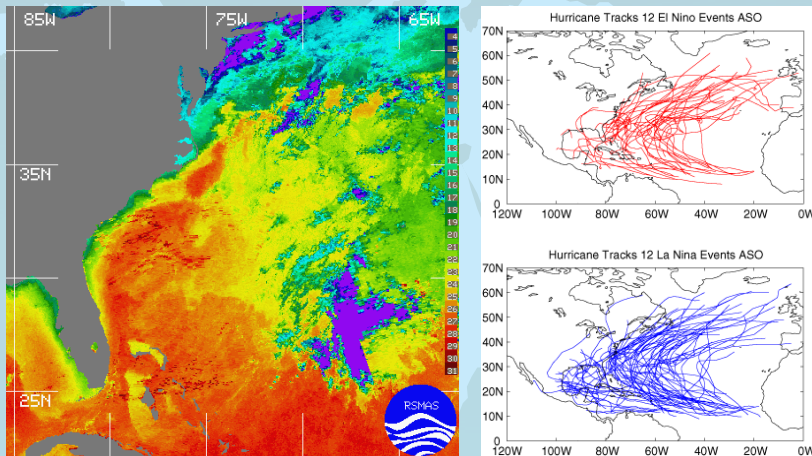 85W 75W 65W
35N
25N
4
5
6
7
8
9
10
11
12
13
14
15
16
17
18
19
20
21
22
23
24
25
26
27
28
29
30
31
RSMAS
Hurricane Tracks 12 El Nino Events ASO
70N
60N
50N
40N
30N
20N
10N
0
120W 100W 80W 60W 40W 20W 0W
Hurricane Tracks 12 La Nina Events ASO
70N
60N
50N
40N
30N
20N
10N
0
120W 100W 80W 60W 40W 20W 0W